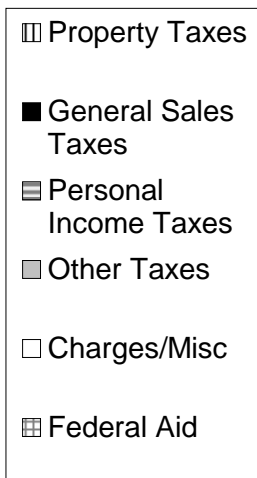 Property Taxes
General Sales
Taxes
Personal
Income Taxes
Other Taxes
Charges/Misc
Federal Aid